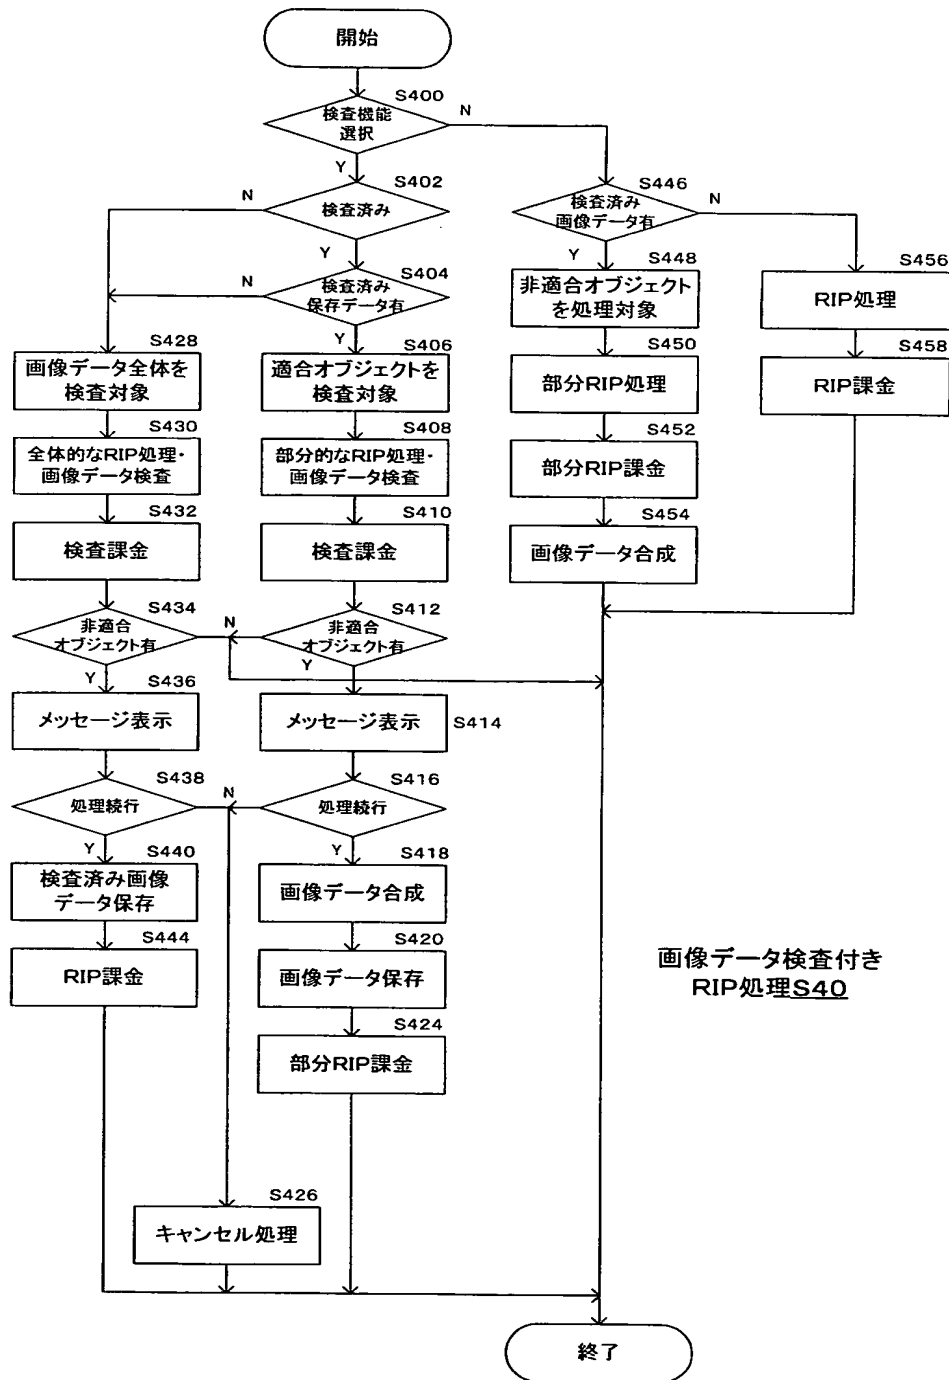 開始
S400
検査機能
選択
N
Y
S402
検査済み
N
Y
S404
検査済み
保存データ有
N
Y
S446
検査済み
画像データ有
N
Y
S448
非適合オブジェクト
を処理対象
S456
RIP処理
S428
画像データ全体を
検査対象
S406
適合オブジェクトを
検査対象
S450
部分RIP処理
S458
RIP課金
S430
全体的なRIP処理・
画像データ検査
S408
部分的なRIP処理・
画像データ検査
S452
部分RIP課金
S432
検査課金
S410
検査課金
S454
画像データ合成
S434
非適合
オブジェクト有
N
Y
S412
非適合
オブジェクト有
Y
S436
メッセージ表示
メッセージ表示
S414
S438
処理続行
N
Y
S416
処理続行
Y
S440
検査済み画像
データ保存
S418
画像データ合成
S444
RIP課金
S420
画像データ保存
S424
部分RIP課金
画像データ検査付き
RIP処理S40
S426
キャンセル処理
終了